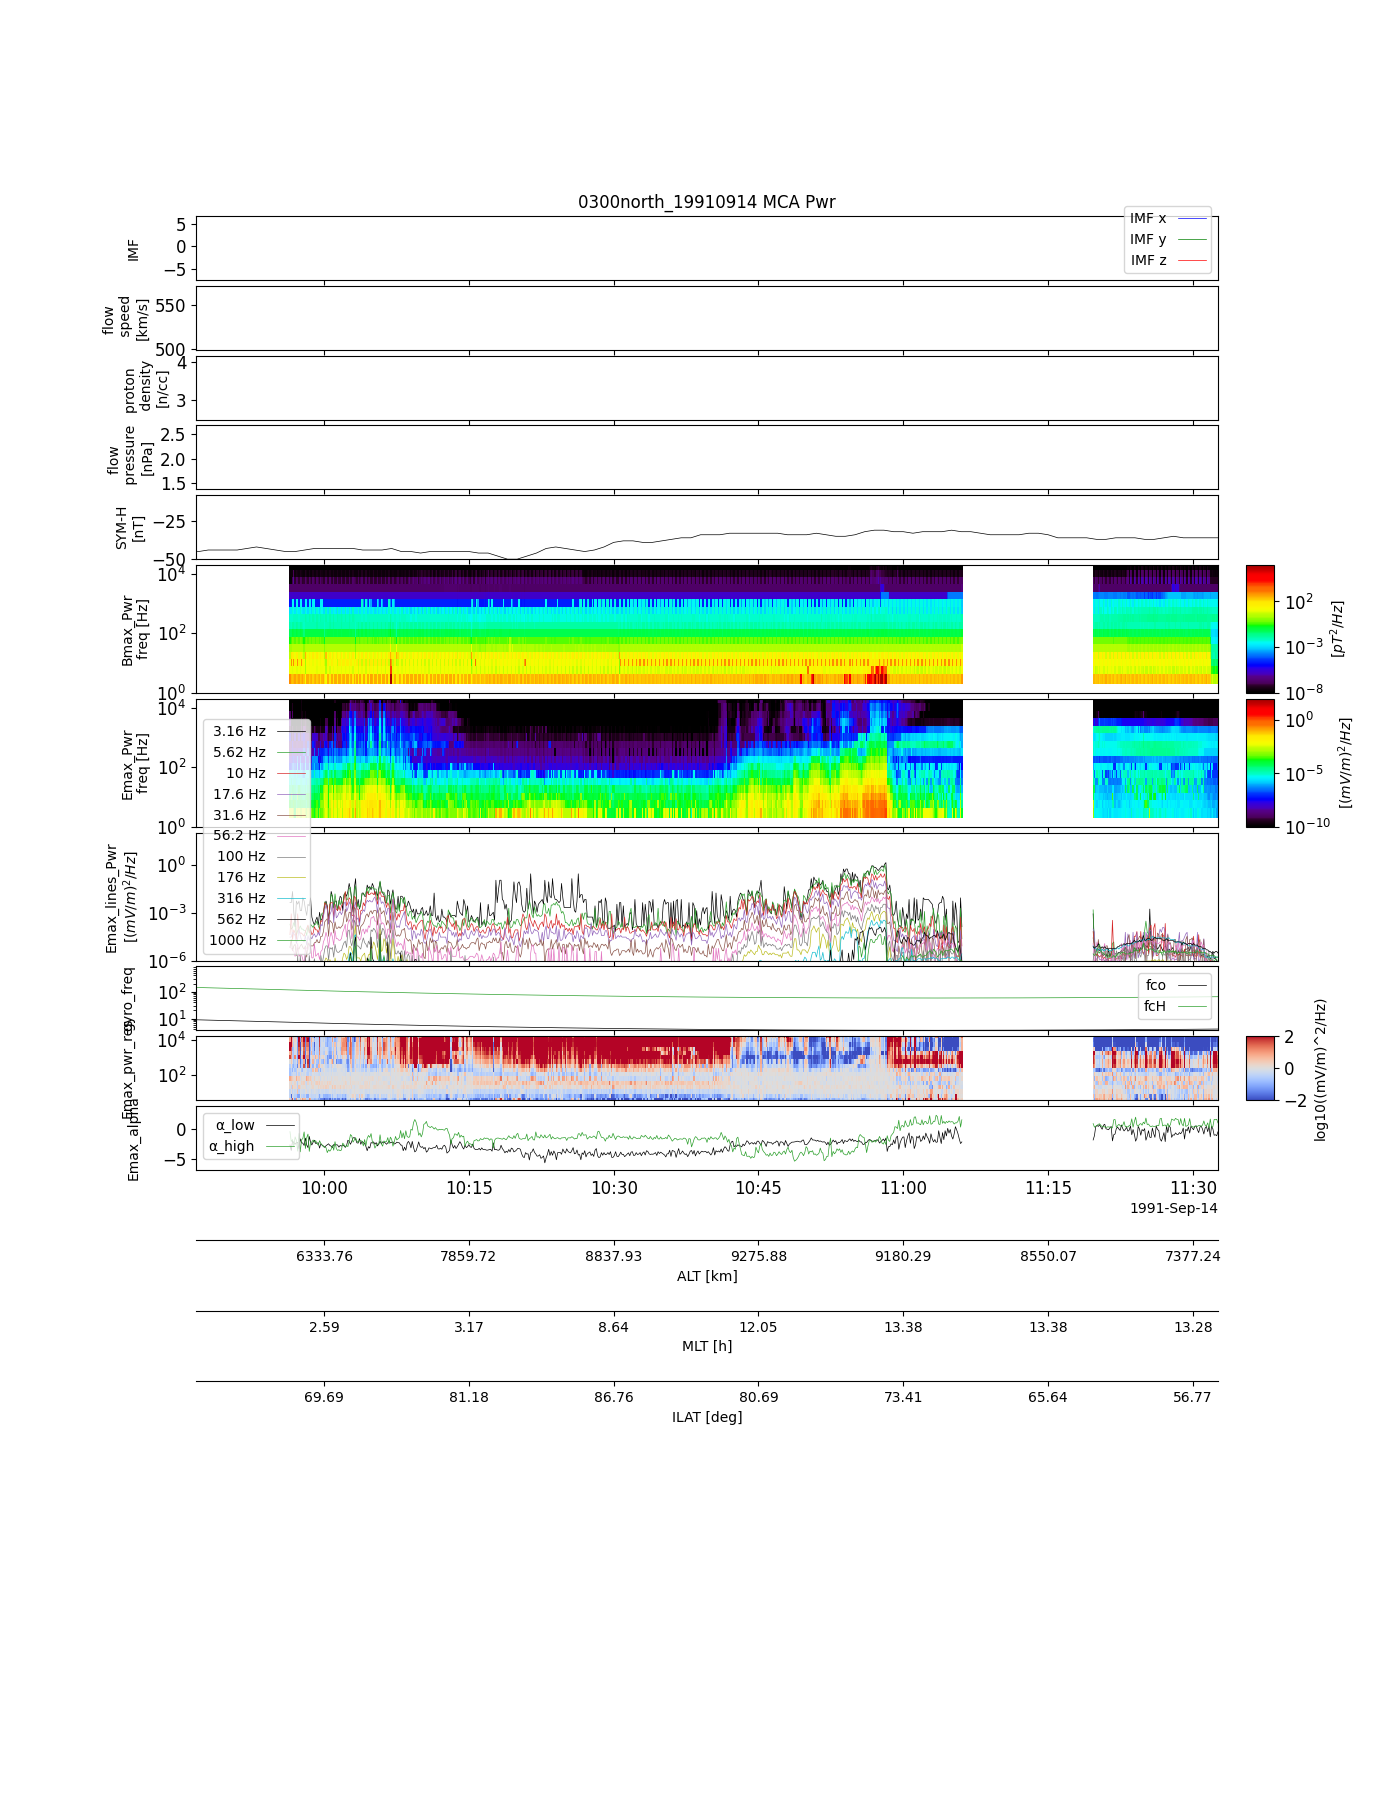 0300north_19910914 MCA Pwr
IMF
5
0
−5
IMF x
IMF y
IMF z
flow
speed
[km/s]
550
500
proton
density
[n/cc]
4
3
flow
pressure
[nPa]
2.5
2.0
1.5
SYM-H
[nT]
−25
−50
Bmax_Pwr
freq [Hz]
10^4
10^2
10^0
10^2
10^−3
10^−8
[pT^2/Hz]
Emax_Pwr
freq [Hz]
10^4
10^2
10^0
10^0
10^−5
10^−10
[(mV/m)^2/Hz]
3.16 Hz
5.62 Hz
10 Hz
17.6 Hz
31.6 Hz
56.2 Hz
100 Hz
176 Hz
316 Hz
562 Hz
1000 Hz
Emax_lines_Pwr
[(mV/m)^2/Hz]
10^0
10^−3
10^−6
gyro_freq
10^2
10^1
fco
fcH
Emax_pwr_reg
10^4
10^2
2
0
−2
log10((mV/m)^2/Hz)
Emax_alpha
0
−5
α_low
α_high
10:00 10:15 10:30 10:45 11:00 11:15 11:30
1991-Sep-14
6333.76 7859.72 8837.93 9275.88 9180.29 8550.07 7377.24
ALT [km]
2.59 3.17 8.64 12.05 13.38 13.38 13.28
MLT [h]
69.69 81.18 86.76 80.69 73.41 65.64 56.77
ILAT [deg]